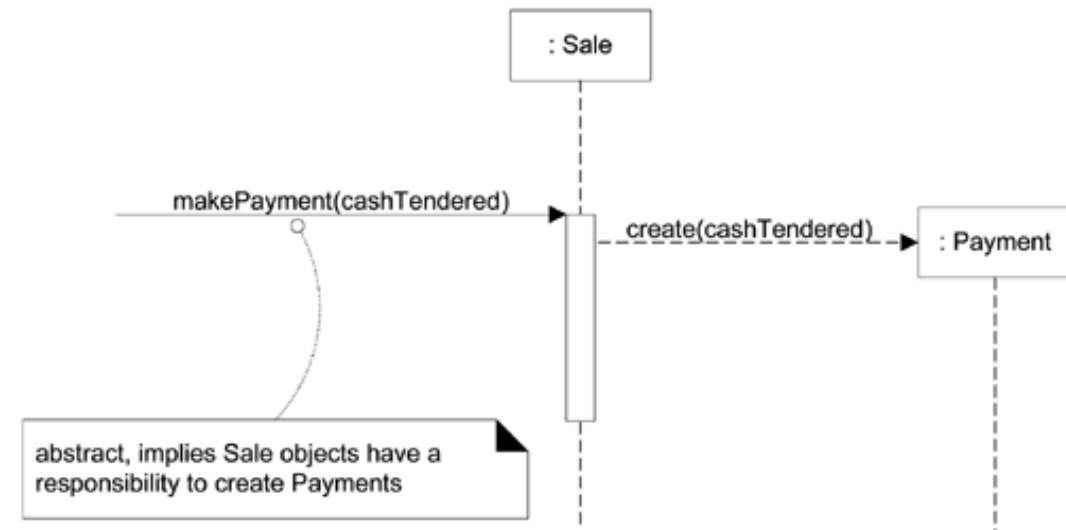 : Sale
makePayment(cashTendered)
create(cashTendered)
: Payment
abstract, implies Sale objects have a
responsibility to create Payments